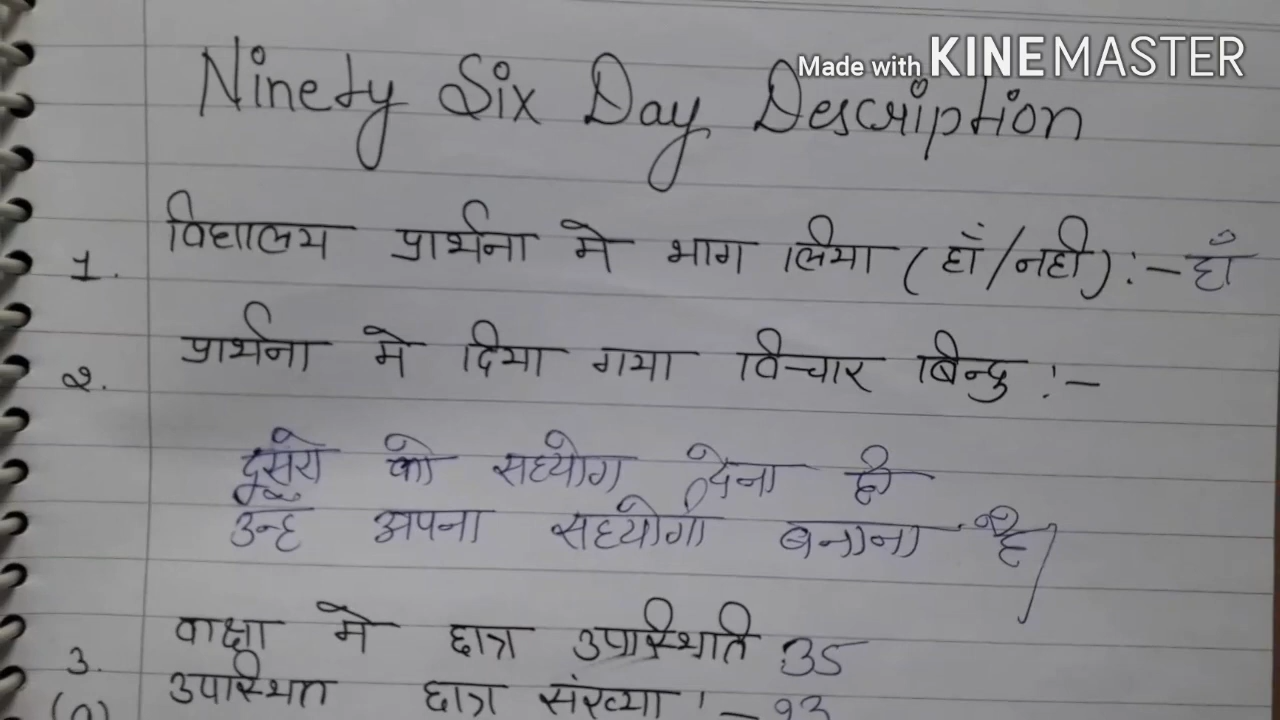 Made with KINEMASTER
Ninety Six Day Description
1. विद्यालय प्रार्थना मे भाग लिया (हाँ/नही) :- हाँ
2. प्रार्थना मे दिया गया विचार बिन्दु :-
दूसरो को सहयोग देना ही
उन्हे अपना सहयोगी बनाना है।
3. कक्षा मे छात्र उपस्थिति 35
उपस्थित छात्र संख्या :-